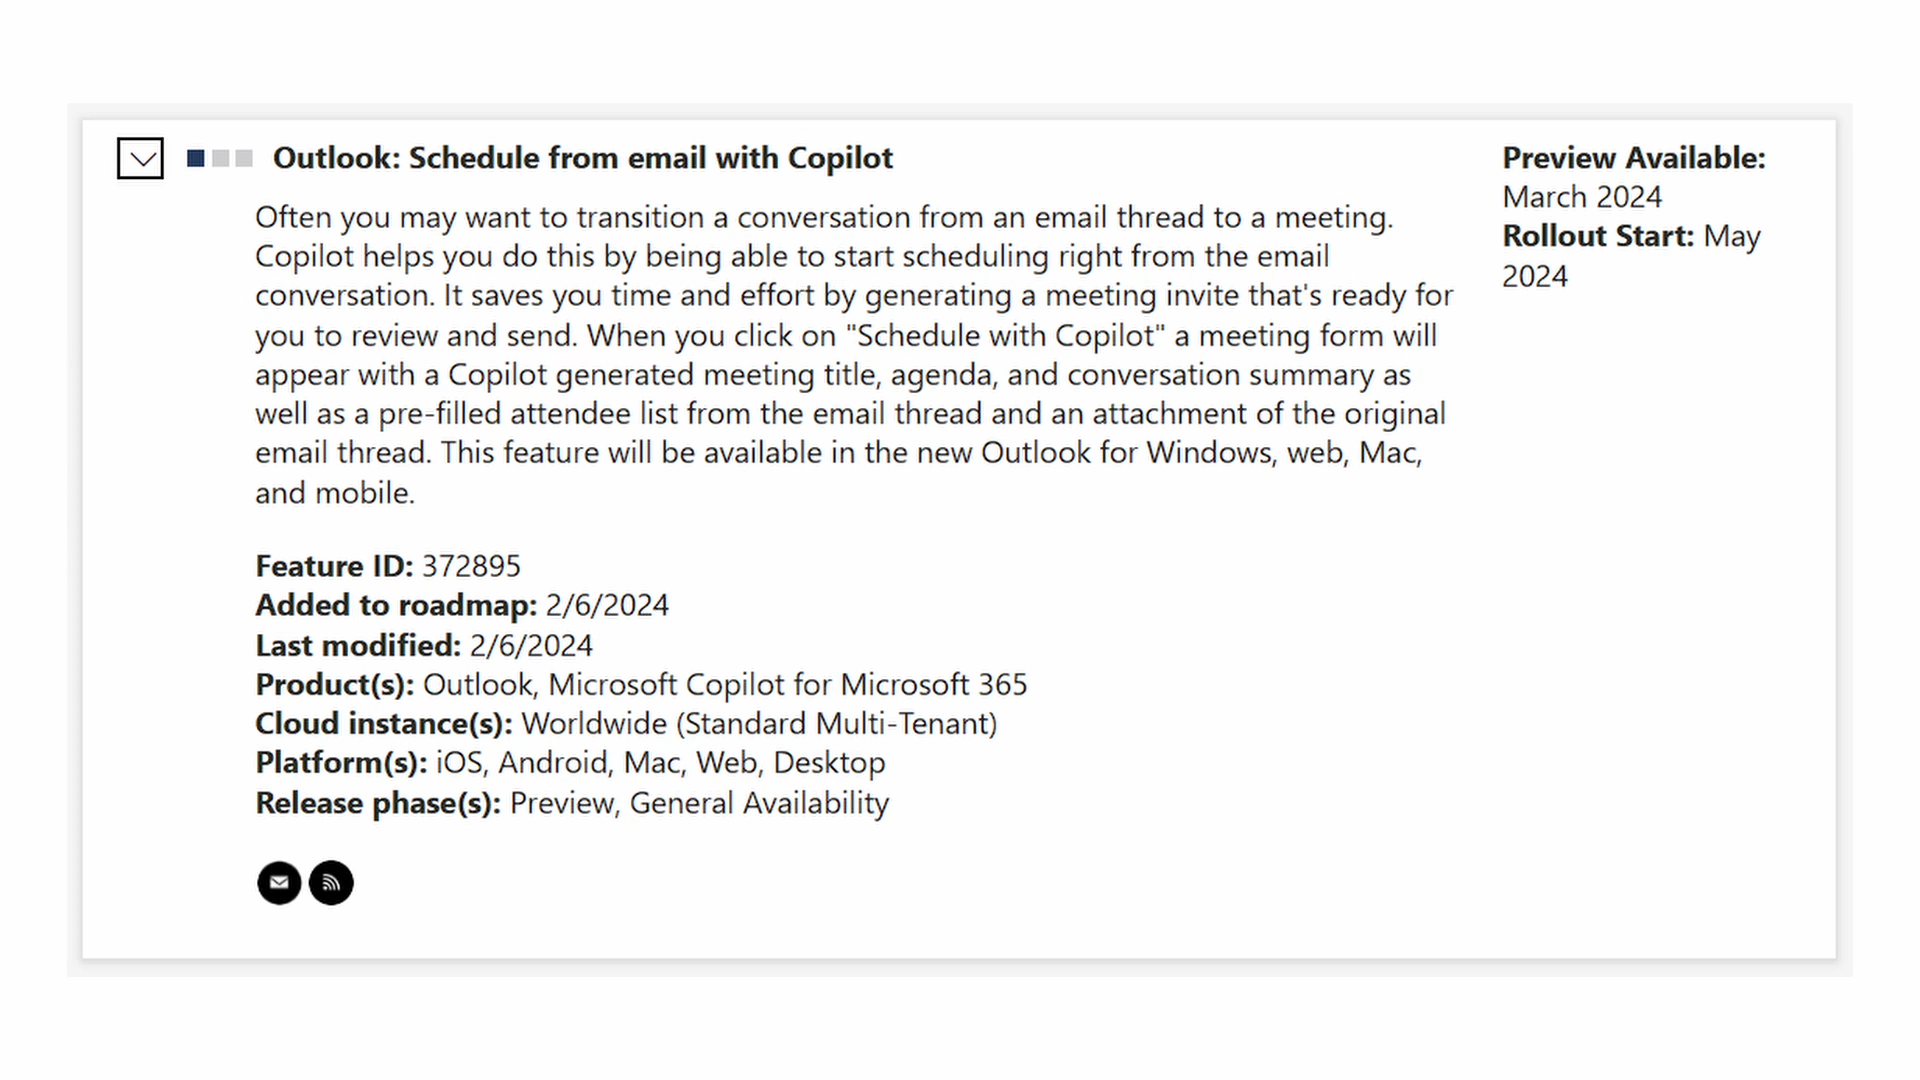 Outlook: Schedule from email with Copilot
Often you may want to transition a conversation from an email thread to a meeting.
Copilot helps you do this by being able to start scheduling right from the email
conversation. It saves you time and effort by generating a meeting invite that's ready for
you to review and send. When you click on "Schedule with Copilot" a meeting form will
appear with a Copilot generated meeting title, agenda, and conversation summary as
well as a pre-filled attendee list from the email thread and an attachment of the original
email thread. This feature will be available in the new Outlook for Windows, web, Mac,
and mobile.
Feature ID: 372895
Added to roadmap: 2/6/2024
Last modified: 2/6/2024
Product(s): Outlook, Microsoft Copilot for Microsoft 365
Cloud instance(s): Worldwide (Standard Multi-Tenant)
Platform(s): iOS, Android, Mac, Web, Desktop
Release phase(s): Preview, General Availability
Preview Available:
March 2024
Rollout Start: May
2024